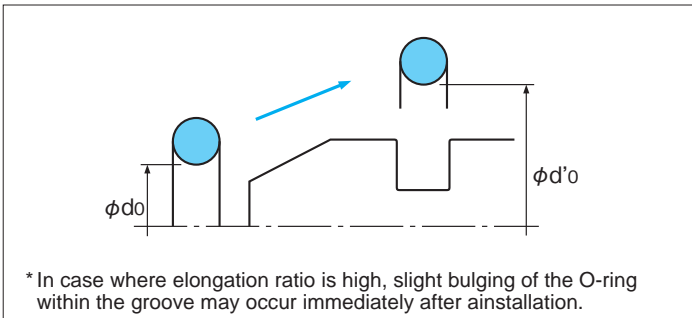 φd0
φd'0
* In case where elongation ratio is high, slight bulging of the O-ring
within the groove may occur immediately after ainstallation.